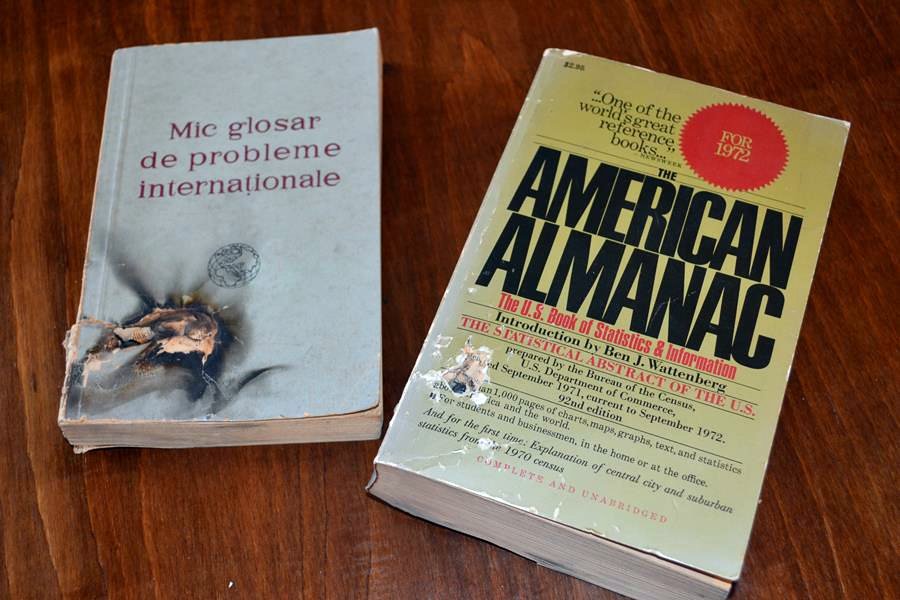 Mic glosar
de probleme
internaționale
$2.95
"...One of the
world's great
reference
books..."
—NEWSWEEK
FOR
1972
THE
AMERICAN
ALMANAC
The U.S. Book of Statistics & Information
Introduction by Ben J. Wattenberg
THE STATISTICAL ABSTRACT OF THE U.S.
prepared by the Bureau of the Census,
U.S. Department of Commerce,
September 1971, current to September 1972.
92nd edition
than 1,000 pages of charts, maps, graphs, text, and statistics
and the world.
For students and businessmen, in the home or at the office.
And for the first time: Explanation of central city and suburban
statistics from the 1970 census
COMPLETE AND UNABRIDGED